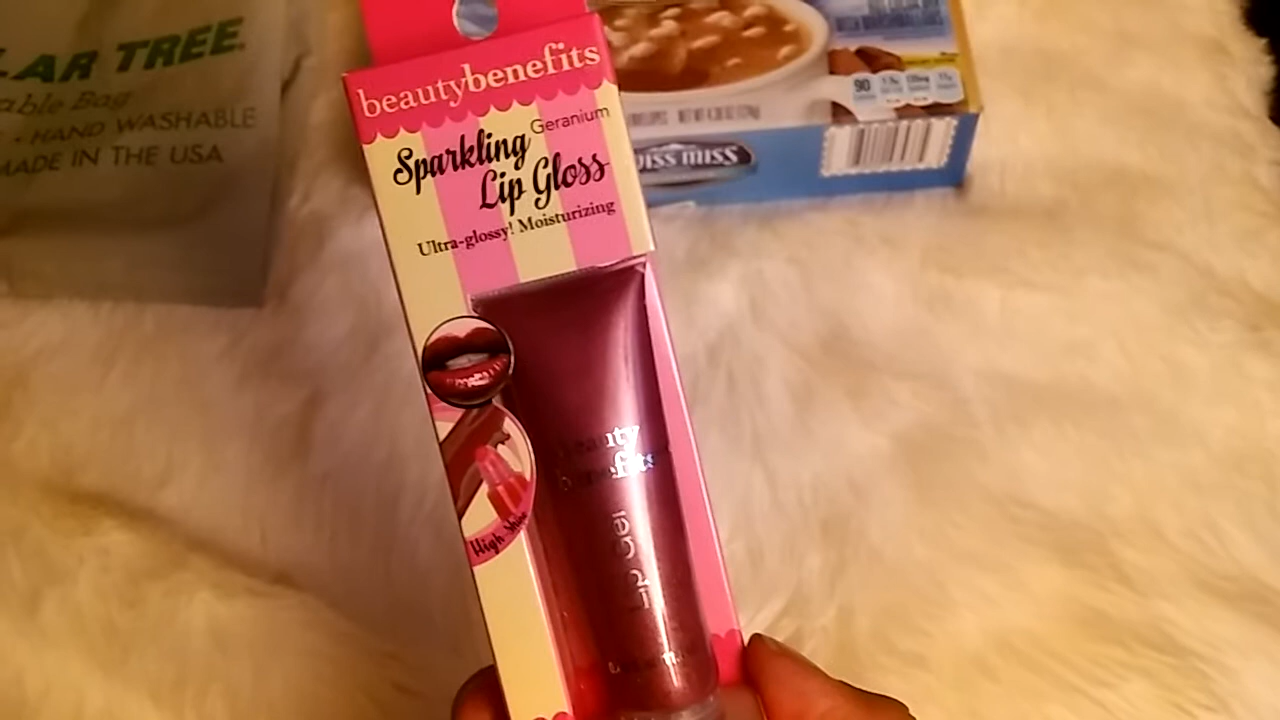 AR TREE
able Bag
• HAND WASHABLE
MADE IN THE USA
beautybenefits
Geranium
Sparkling
Lip Gloss
Ultra-glossy! Moisturizing
Beauty
Benefits
Lip Gel
High Shine
90
ISS MISS